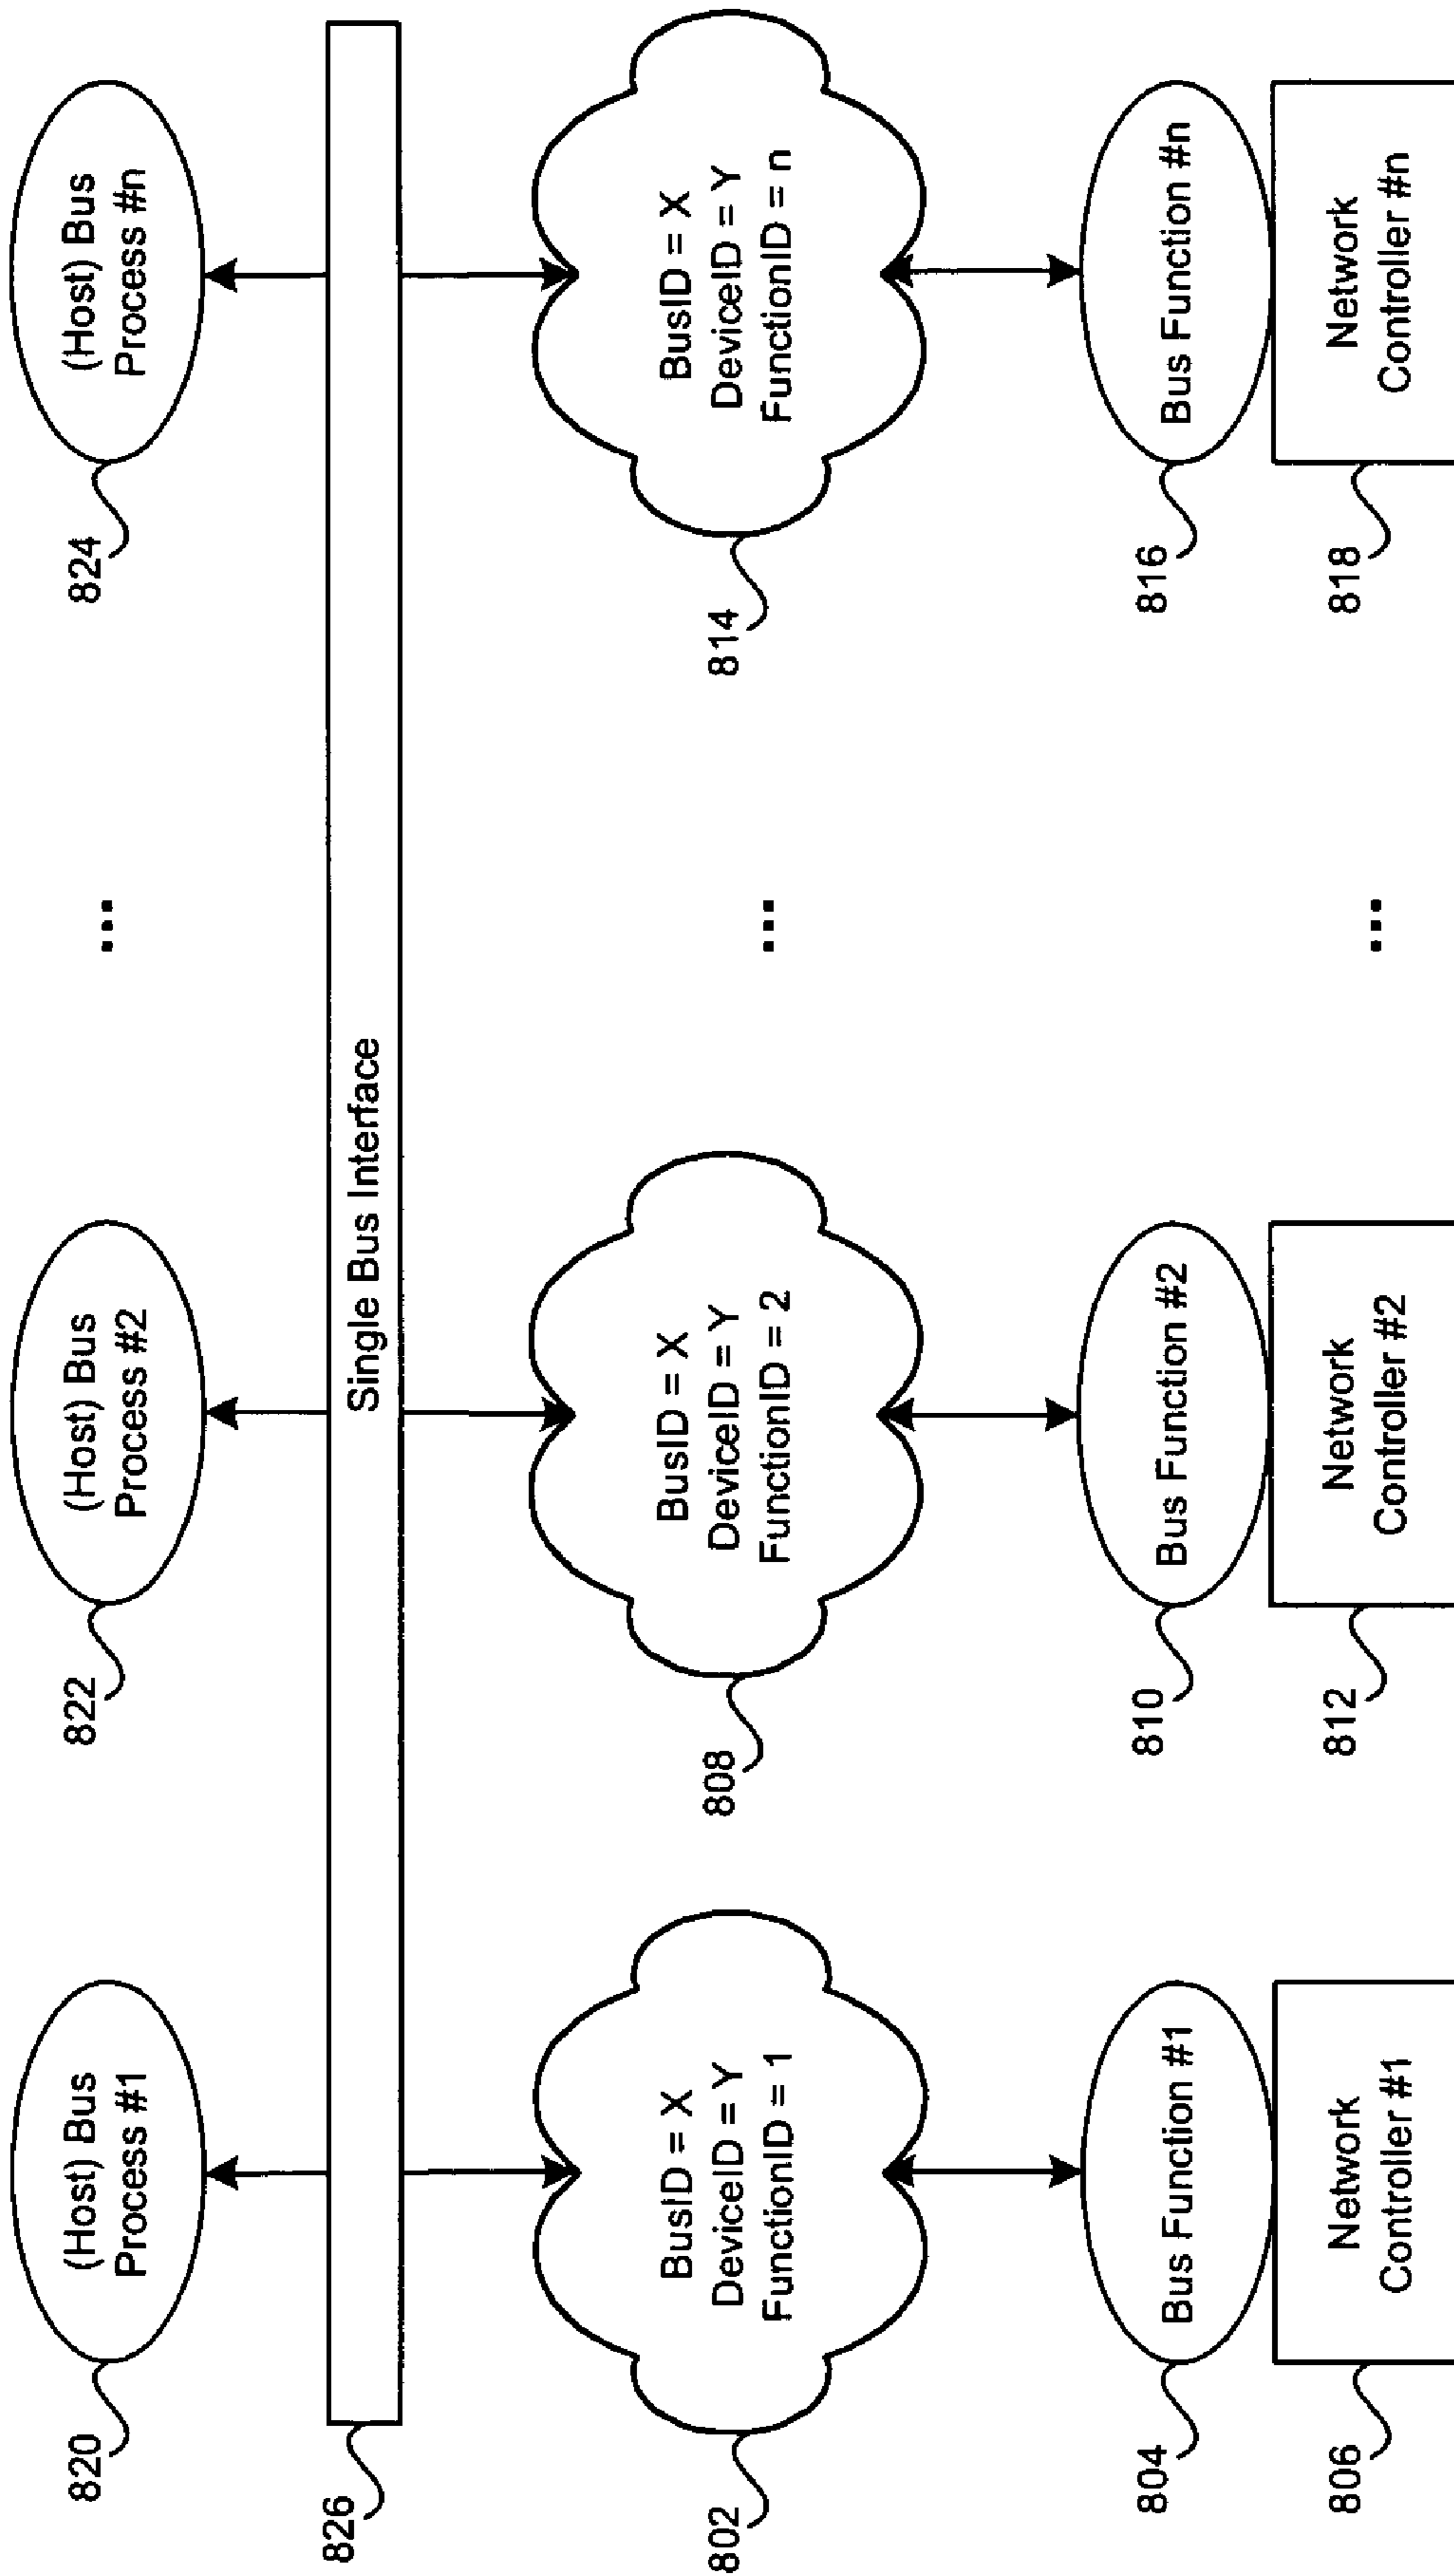 (Host) Bus
Process #1
820
(Host) Bus
Process #2
822
...
(Host) Bus
Process #n
824
Single Bus Interface
826
BusID = X
DeviceID = Y
FunctionID = 1
802
BusID = X
DeviceID = Y
FunctionID = 2
808
...
BusID = X
DeviceID = Y
FunctionID = n
814
Bus Function #1
804
Bus Function #2
810
Bus Function #n
816
Network
Controller #1
806
Network
Controller #2
812
...
Network
Controller #n
818